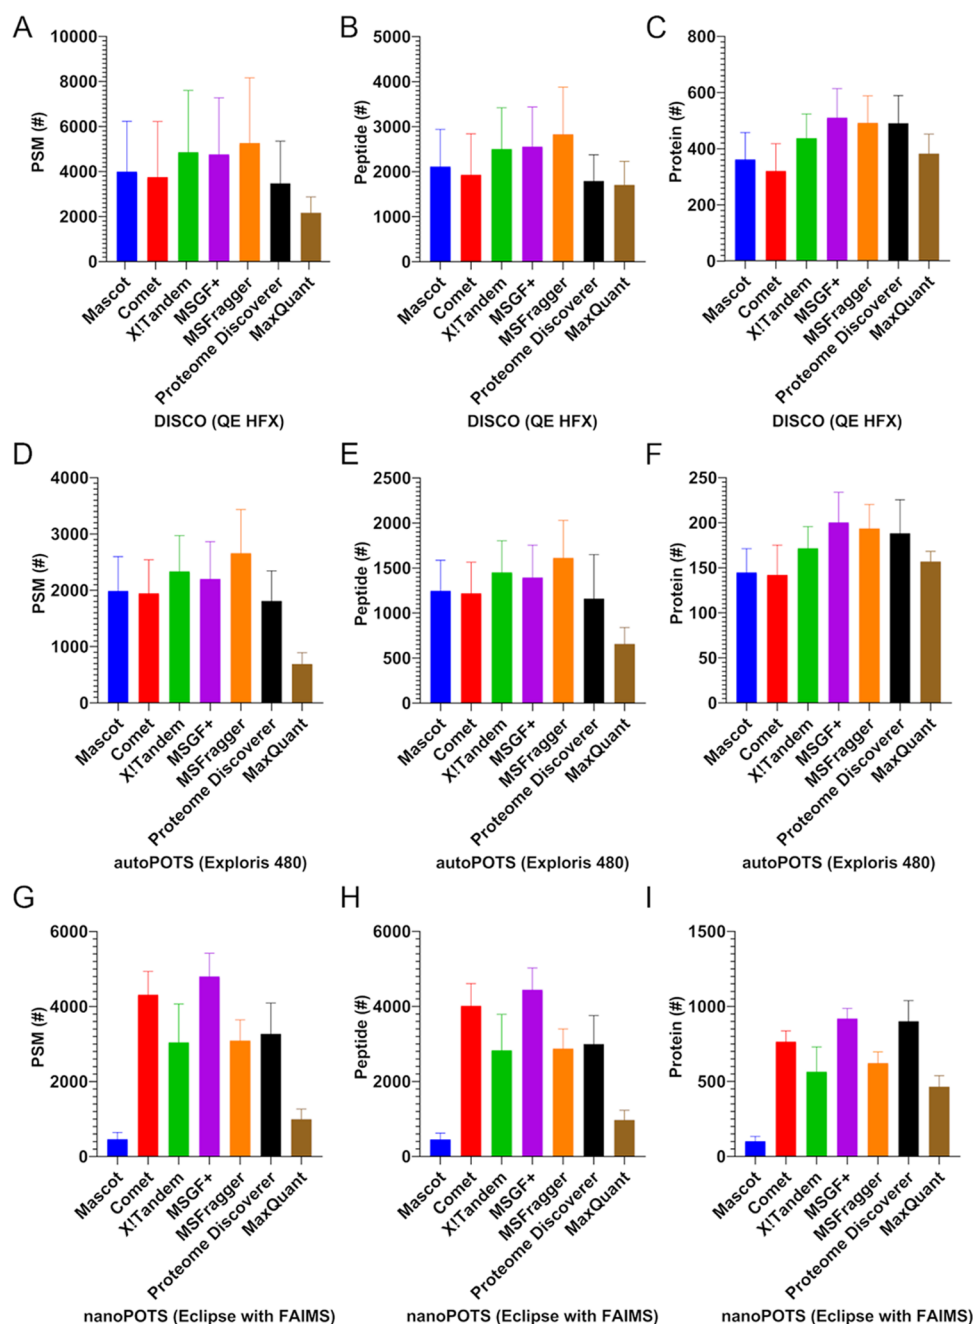 A
PSM (#)
10000
8000
6000
4000
2000
0
Mascot
Comet
X!Tandem
MSGF+
MSFragger
Proteome Discoverer
MaxQuant
DISCO (QE HFX)
B
Peptide (#)
5000
4000
3000
2000
1000
0
Mascot
Comet
X!Tandem
MSGF+
MSFragger
Proteome Discoverer
MaxQuant
DISCO (QE HFX)
C
Protein (#)
800
600
400
200
0
Mascot
Comet
X!Tandem
MSGF+
MSFragger
Proteome Discoverer
MaxQuant
DISCO (QE HFX)
D
PSM (#)
4000
3000
2000
1000
0
Mascot
Comet
X!Tandem
MSGF+
MSFragger
Proteome Discoverer
MaxQuant
autoPOTS (Exploris 480)
E
Peptide (#)
2500
2000
1500
1000
500
0
Mascot
Comet
X!Tandem
MSGF+
MSFragger
Proteome Discoverer
MaxQuant
autoPOTS (Exploris 480)
F
Protein (#)
250
200
150
100
50
0
Mascot
Comet
X!Tandem
MSGF+
MSFragger
Proteome Discoverer
MaxQuant
autoPOTS (Exploris 480)
G
PSM (#)
6000
4000
2000
0
Mascot
Comet
X!Tandem
MSGF+
MSFragger
Proteome Discoverer
MaxQuant
nanoPOTS (Eclipse with FAIMS)
H
Peptide (#)
6000
4000
2000
0
Mascot
Comet
X!Tandem
MSGF+
MSFragger
Proteome Discoverer
MaxQuant
nanoPOTS (Eclipse with FAIMS)
I
Protein (#)
1500
1000
500
0
Mascot
Comet
X!Tandem
MSGF+
MSFragger
Proteome Discoverer
MaxQuant
nanoPOTS (Eclipse with FAIMS)